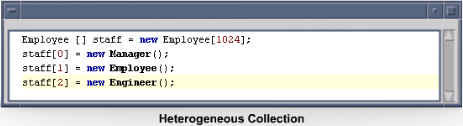 Employee [] staff = new Employee[1024];
staff[0] = new Manager();
staff[1] = new Employee();
staff[2] = new Engineer();
Heterogeneous Collection